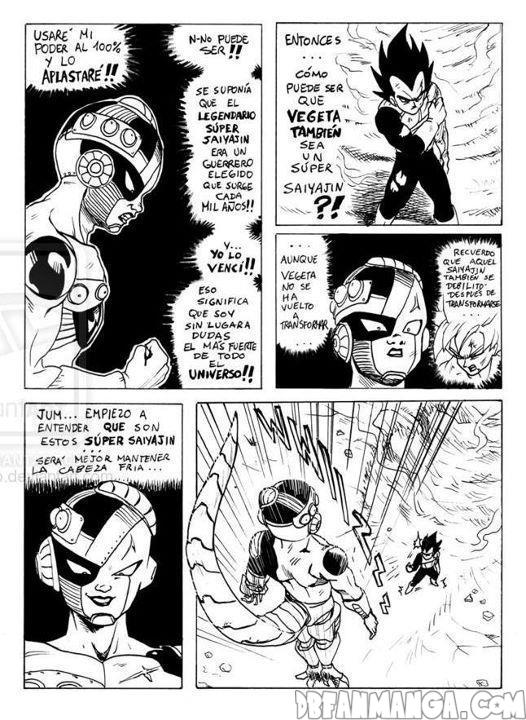 USARÉ MI
PODER AL 100%
Y LO
APLASTARÉ!!
N-NO PUEDE
SER!!
SE SUPONÍA
QUE EL
LEGENDARIO
SÚPER
SAIYAJIN
ERA UN
GUERRERO
ELEGIDO
QUE SURGE
CADA
MIL AÑOS!!
Y...
YO LO
VENCÍ!!
ESO
SIGNIFICA
QUE SOY
SIN LUGARA
DUDAS
EL MÁS FUERTE
DE TODO
EL
UNIVERSO!!
ENTONCES
...
CÓMO
PUEDE SER
QUE
VEGETA
TAMBIÉN
SEA
UN
SÚPER
SAIYAJIN
?!
...
AUNQUE
VEGETA
NO SE
HA
VUELTO
A
TRANSFORMAR
...
RECUERDO
QUE AQUEL
SAIYAJIN
TAMBIÉN SE
DEBILITÓ
DESPUÉS DE
TRANSFORMARSE
JUM... EMPIEZO A
ENTENDER QUE SON
ESTOS SÚPER SAIYAJIN
...
SERÁ MEJOR MANTENER
LA CABEZA FRIA...
DBFANMANGA.COM